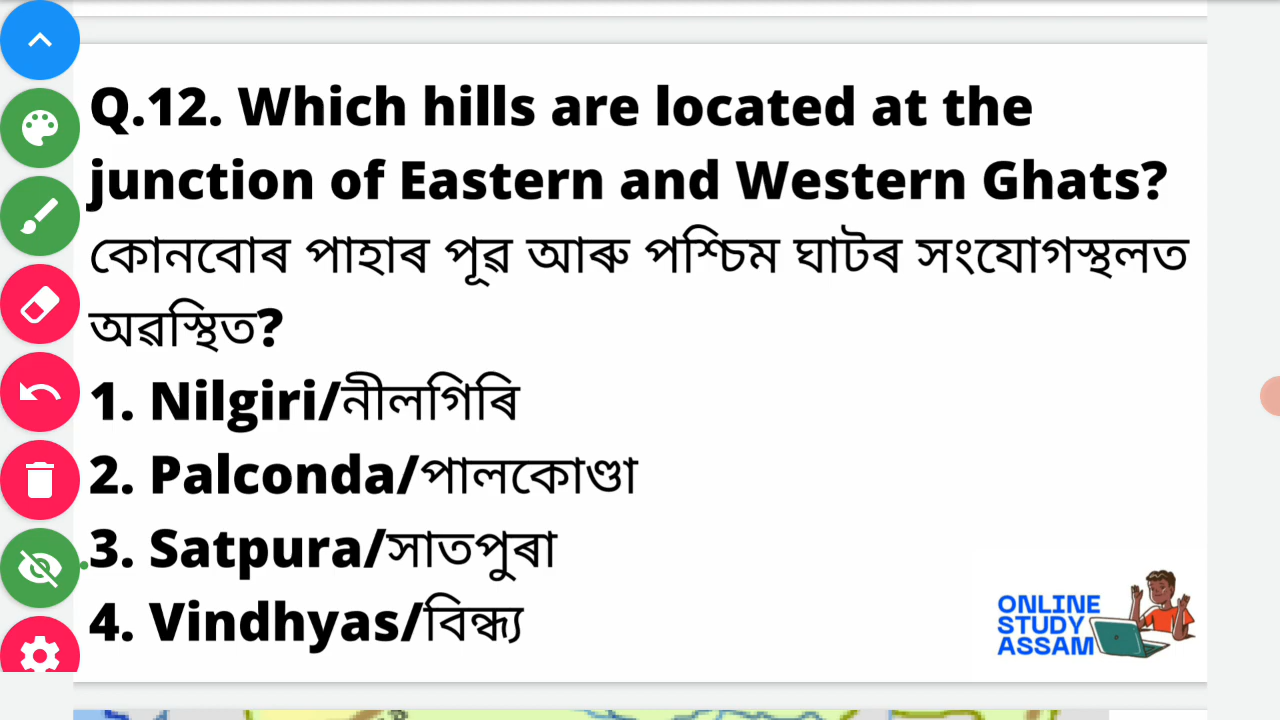 Q.12. Which hills are located at the
junction of Eastern and Western Ghats?
কোনবোৰ পাহাৰ পূৱ আৰু পশ্চিম ঘাটৰ সংযোগস্থলত
অৱস্থিত?
1. Nilgiri/নীলগিৰি
2. Palconda/পালকোণ্ডা
3. Satpura/সাতপুৰা
4. Vindhyas/বিন্ধ্য
ONLINE
STUDY
ASSAM